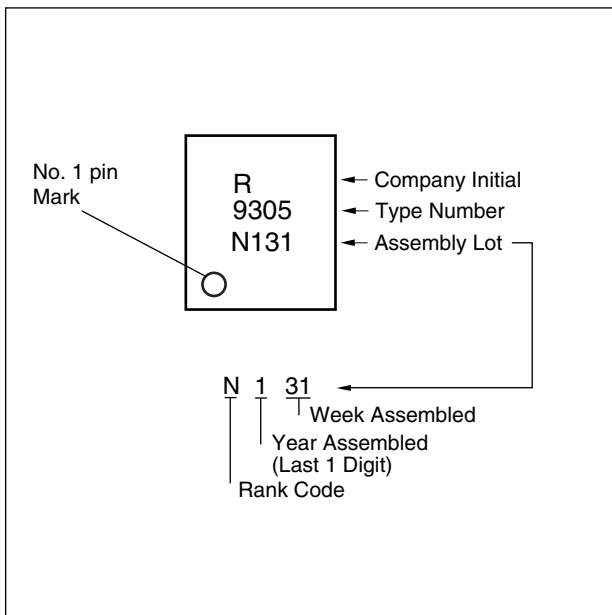 No. 1 pin
Mark
R
9305
N131
Company Initial
Type Number
Assembly Lot
N 1 31
Week Assembled
Year Assembled
(Last 1 Digit)
Rank Code